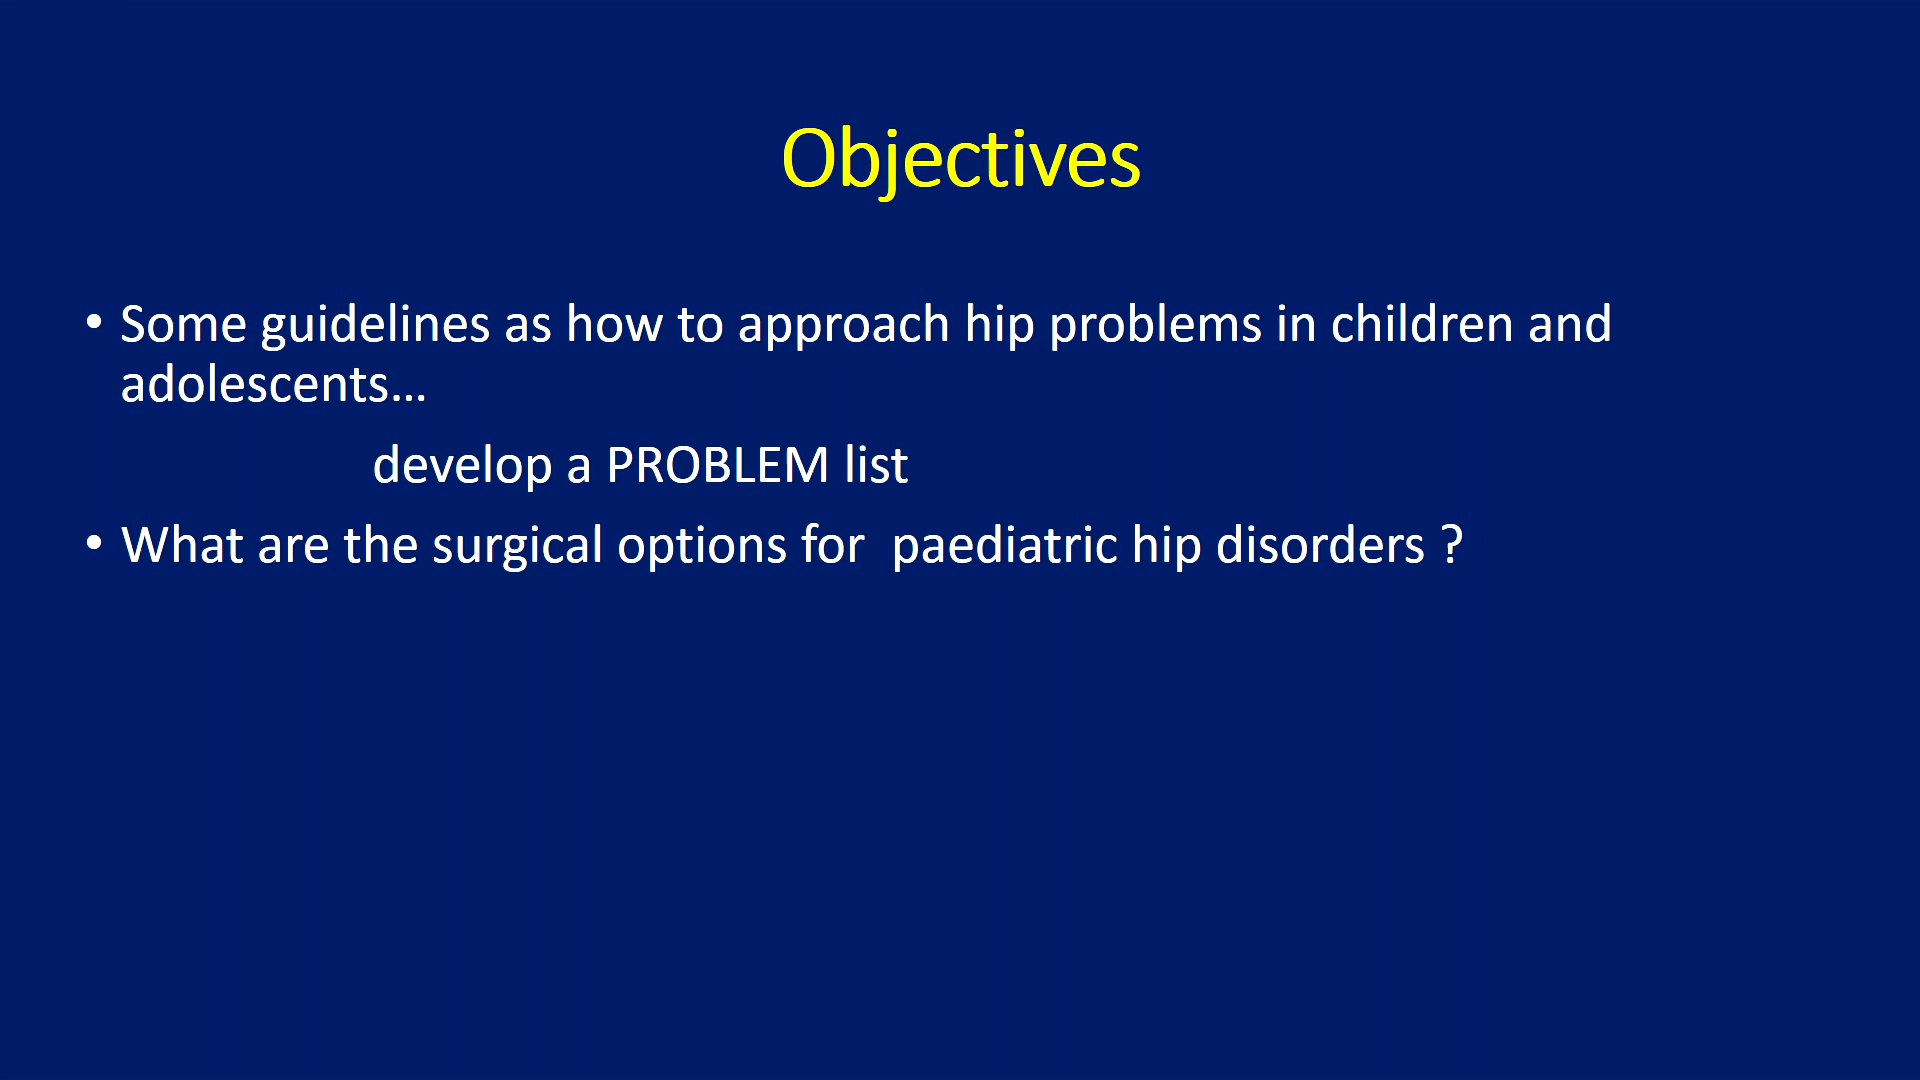 Objectives
• Some guidelines as how to approach hip problems in children and
adolescents...
develop a PROBLEM list
• What are the surgical options for  paediatric hip disorders ?